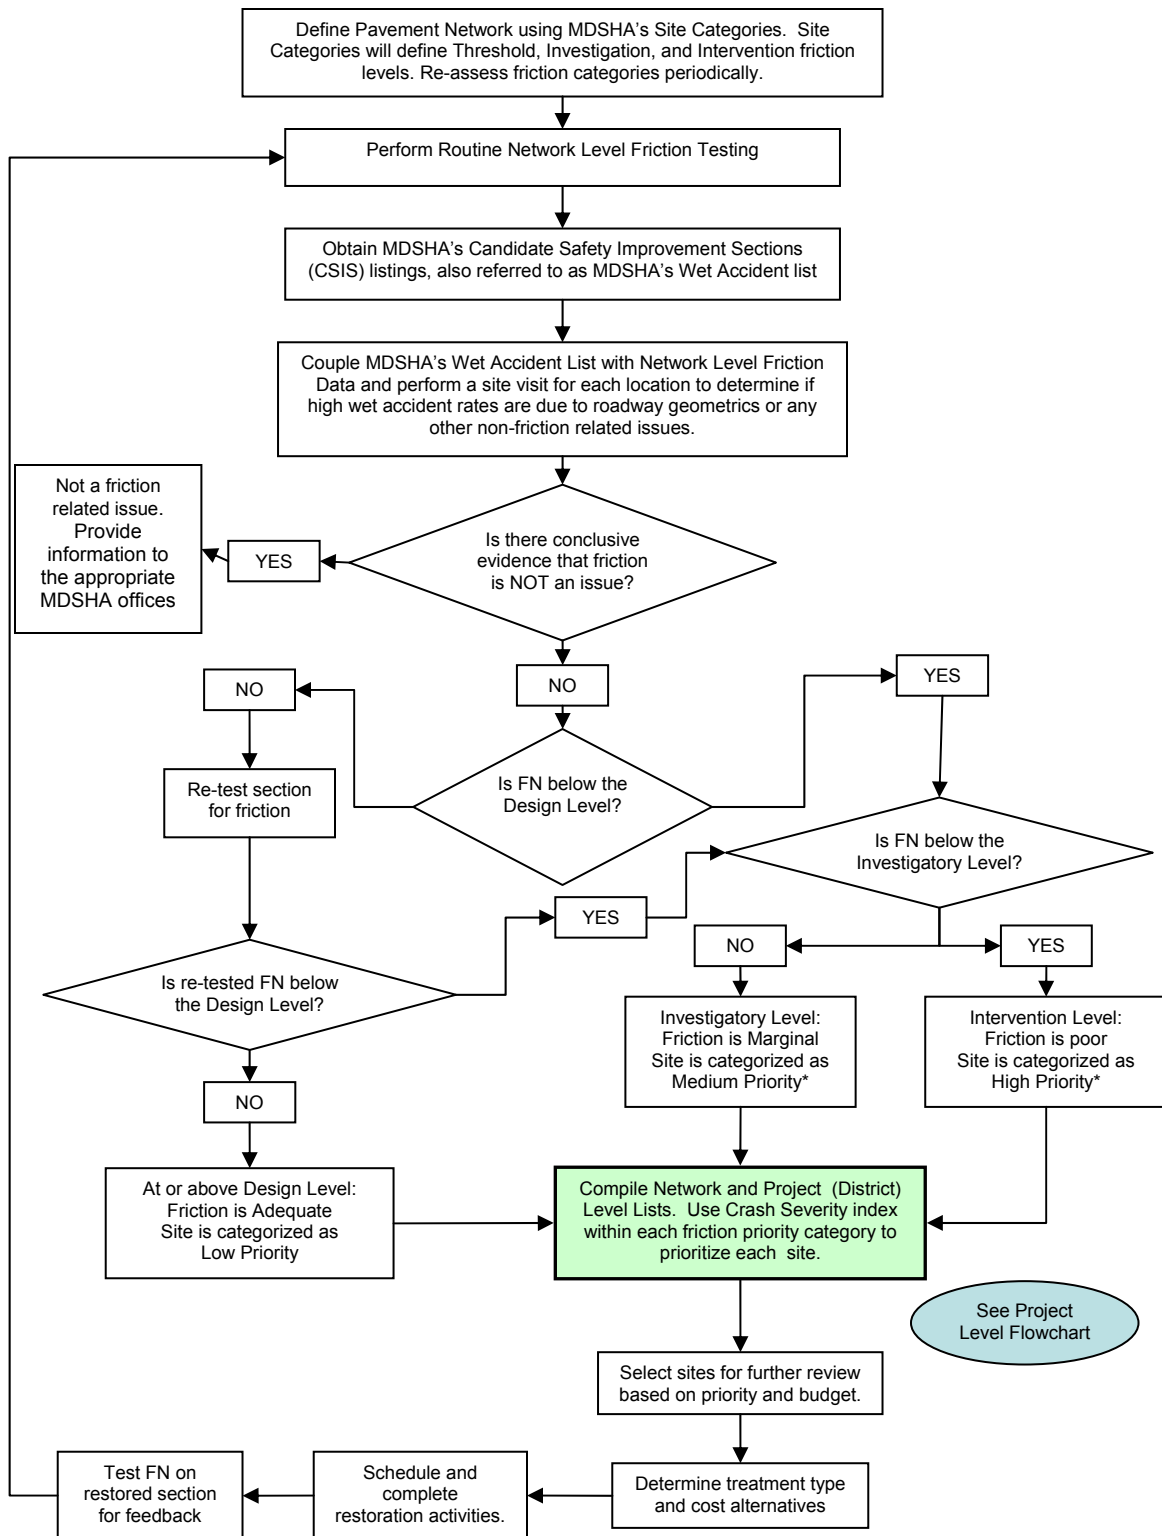 Define Pavement Network using MDSHA's Site Categories.  Site
Categories will define Threshold, Investigation, and Intervention friction
levels. Re-assess friction categories periodically.
Perform Routine Network Level Friction Testing
Obtain MDSHA's Candidate Safety Improvement Sections
(CSIS) listings, also referred to as MDSHA's Wet Accident list
Couple MDSHA's Wet Accident List with Network Level Friction
Data and perform a site visit for each location to determine if
high wet accident rates are due to roadway geometrics or any
other non-friction related issues.
Not a friction
related issue.
Provide
information to
the appropriate
MDSHA offices
YES
Is there conclusive
evidence that friction
is NOT an issue?
NO
NO
YES
Re-test section
for friction
Is FN below the
Design Level?
Is FN below the
Investigatory Level?
YES
NO
YES
Is re-tested FN below
the Design Level?
Investigatory Level:
Friction is Marginal
Site is categorized as
Medium Priority*
Intervention Level:
Friction is poor
Site is categorized as
High Priority*
NO
At or above Design Level:
Friction is Adequate
Site is categorized as
Low Priority
Compile Network and Project  (District)
Level Lists.  Use Crash Severity index
within each friction priority category to
prioritize each  site.
See Project
Level Flowchart
Select sites for further review
based on priority and budget.
Test FN on
restored section
for feedback
Schedule and
complete
restoration activities.
Determine treatment type
and cost alternatives